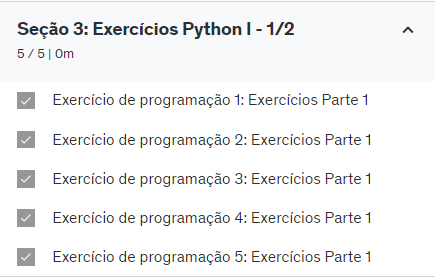 Seção 3: Exercícios Python I - 1/2
5 / 5 | 0m
Exercício de programação 1: Exercícios Parte 1
Exercício de programação 2: Exercícios Parte 1
Exercício de programação 3: Exercícios Parte 1
Exercício de programação 4: Exercícios Parte 1
Exercício de programação 5: Exercícios Parte 1